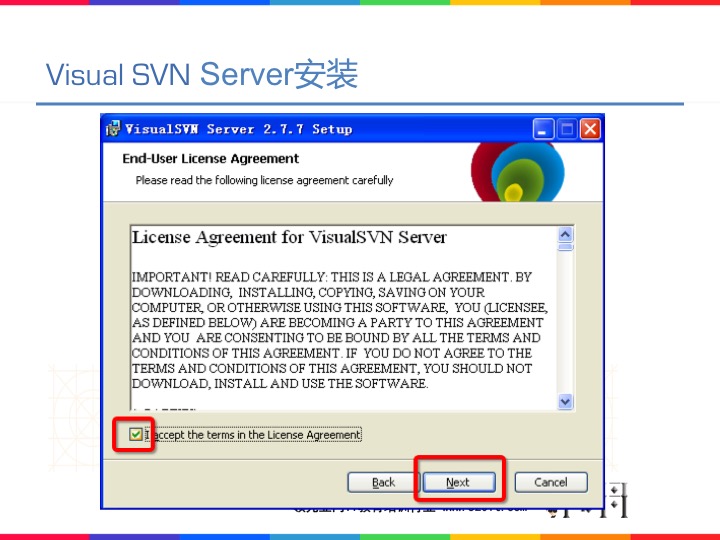 Visual SVN Server安装
VisualSVN Server 2.7.7 Setup
End-User License Agreement
Please read the following license agreement carefully
License Agreement for VisualSVN Server
IMPORTANT! READ CAREFULLY: THIS IS A LEGAL AGREEMENT. BY
DOWNLOADING, INSTALLING, COPYING, SAVING ON YOUR
COMPUTER, OR OTHERWISE USING THIS SOFTWARE, YOU (LICENSEE,
AS DEFINED BELOW) ARE BECOMING A PARTY TO THIS AGREEMENT
AND YOU ARE CONSENTING TO BE BOUND BY ALL THE TERMS AND
CONDITIONS OF THIS AGREEMENT. IF YOU DO NOT AGREE TO THE
TERMS AND CONDITIONS OF THIS AGREEMENT, YOU SHOULD NOT
DOWNLOAD, INSTALL AND USE THE SOFTWARE.
I accept the terms in the License Agreement
Back Next Cancel